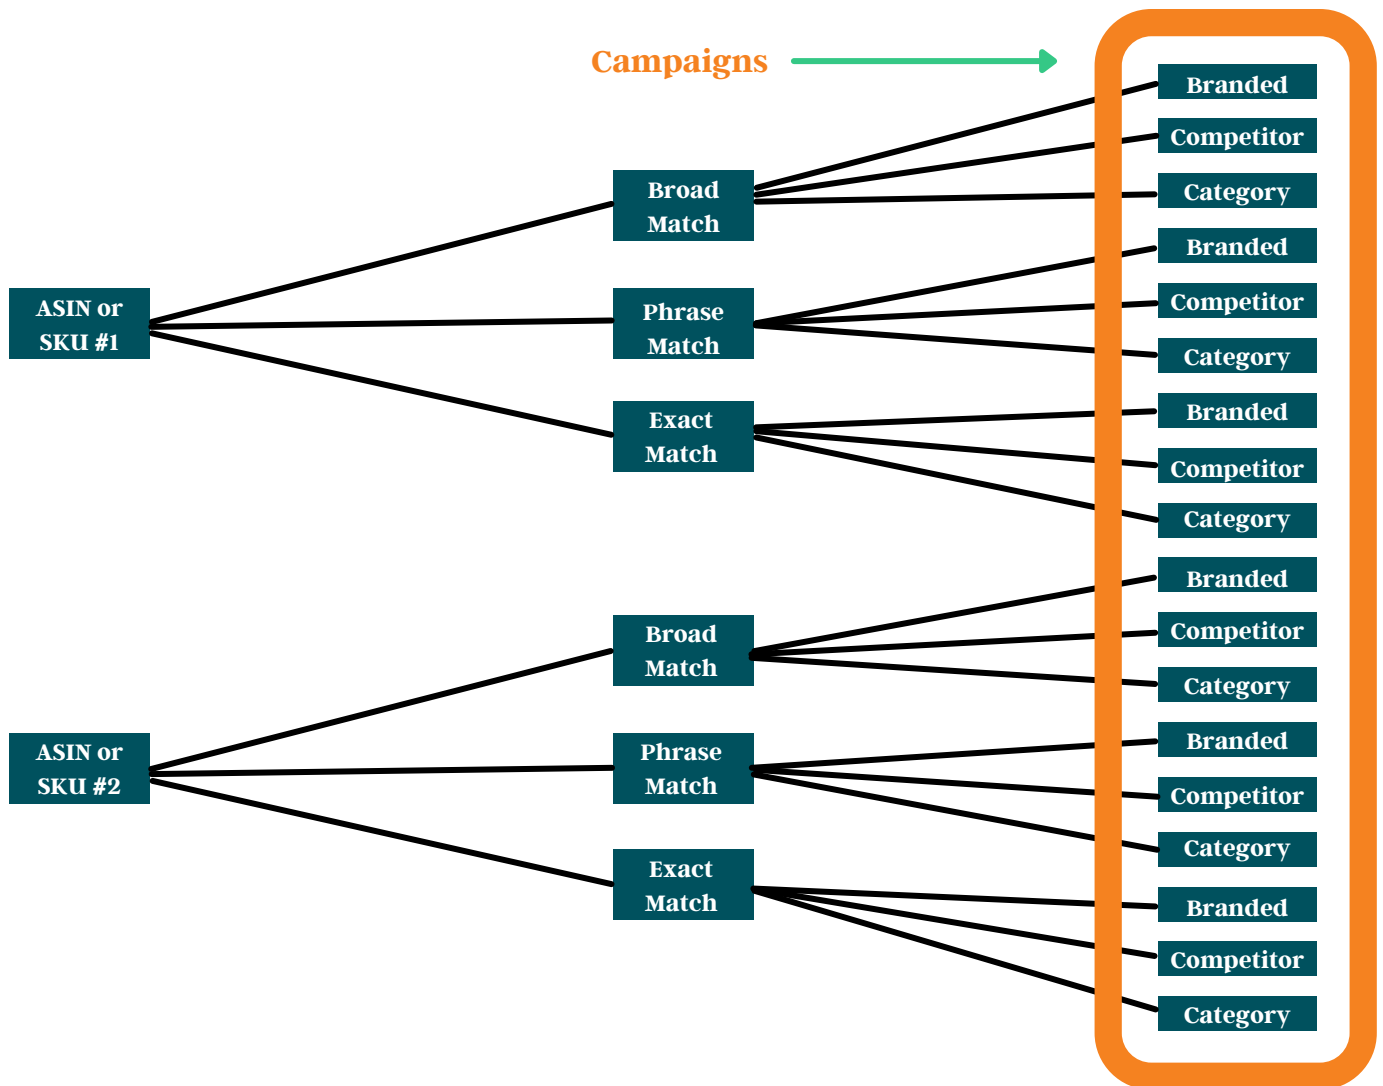 Campaigns
Branded
Competitor
Category
Broad
Match
Branded
Competitor
Category
ASIN or
SKU #1
Phrase
Match
Branded
Competitor
Category
Exact
Match
Branded
Competitor
Category
Broad
Match
Branded
Competitor
Category
ASIN or
SKU #2
Phrase
Match
Branded
Competitor
Category
Exact
Match